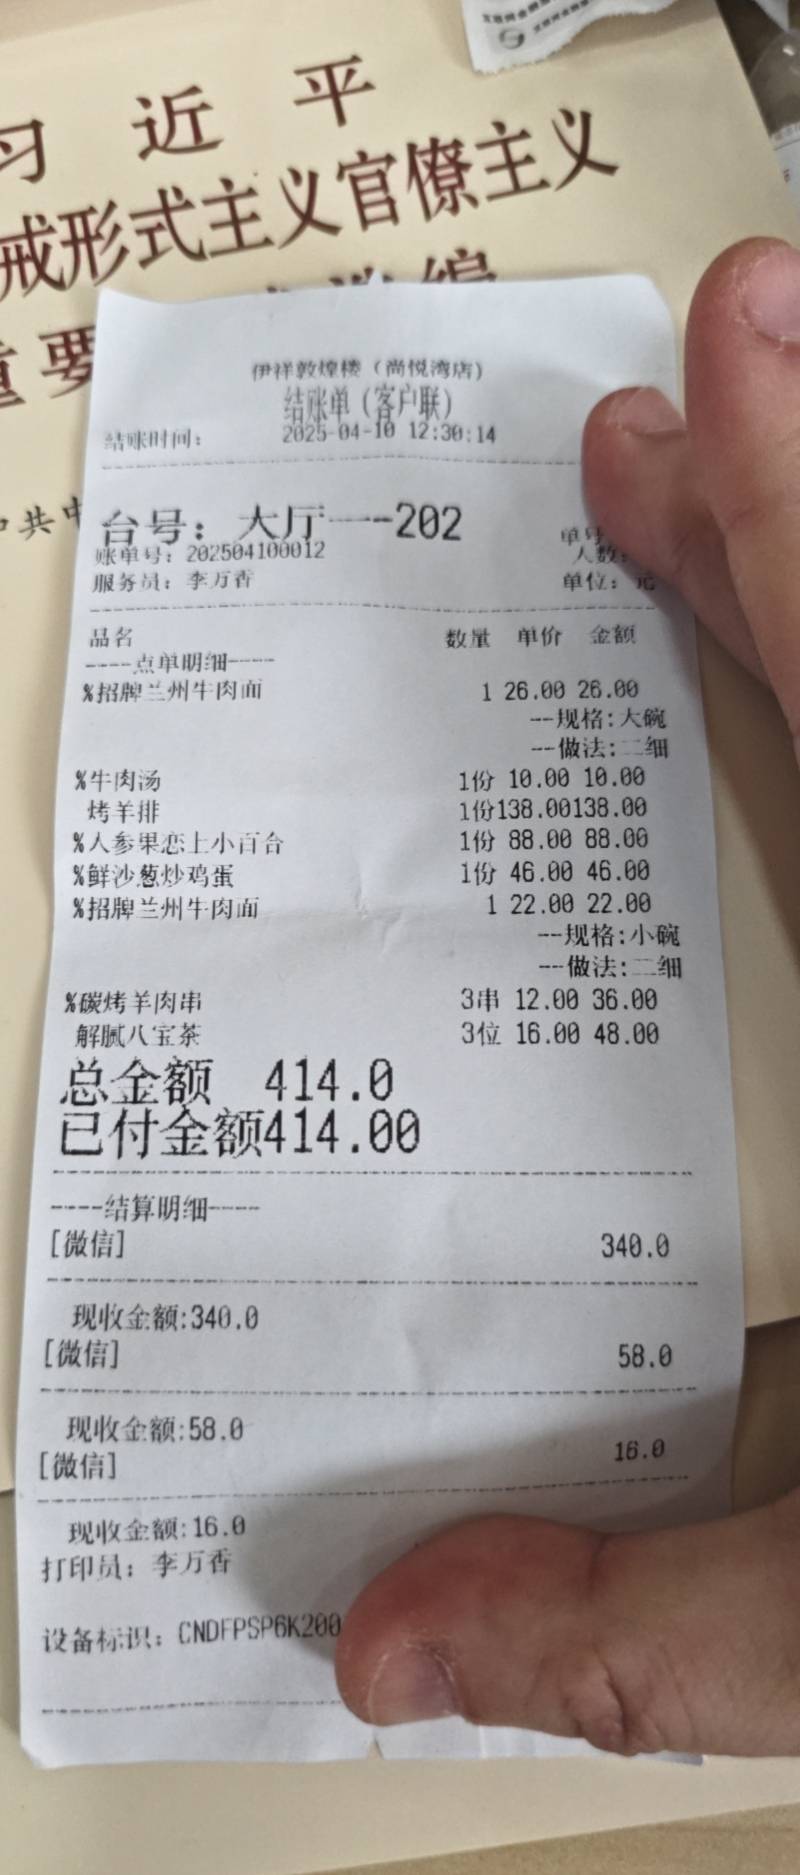 习近平
戒形式主义官僚主义
重要
选编
中共中
伊祥敦煌楼（尚悦湾店）
结账单（客户联）
结账时间： 2025-04-10 12:30:14
台号：大厅一--202
单号
账单号：202504100012 人数：
服务员：李万香 单位：元
品名 数量 单价 金额
----点单明细----
%招牌兰州牛肉面 1 26.00 26.00
--规格:大碗
--做法:二细
%牛肉汤 1份 10.00 10.00
烤羊排 1份138.00138.00
%人参果恋上小百合 1份 88.00 88.00
%鲜沙葱炒鸡蛋 1份 46.00 46.00
%招牌兰州牛肉面 1 22.00 22.00
--规格:小碗
--做法:二细
%碳烤羊肉串 3串 12.00 36.00
解腻八宝茶 3位 16.00 48.00
总金额 414.0
已付金额414.00
----结算明细----
[微信] 340.0
现收金额:340.0
[微信] 58.0
现收金额:58.0
[微信] 16.0
现收金额:16.0
打印员：李万香
设备标识：CNDFPSP6K200